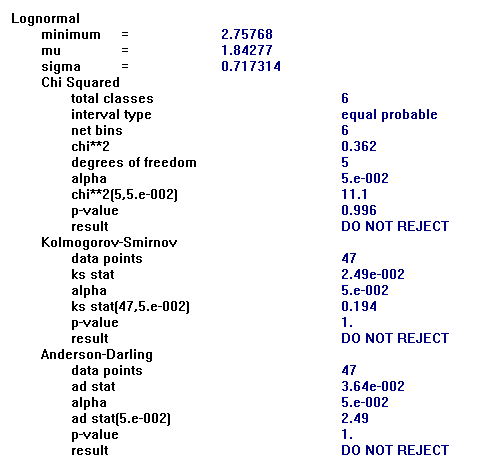 Lognormal
minimum = 2.75768
mu = 1.84277
sigma = 0.717314
Chi Squared
total classes 6
interval type equal probable
net bins 6
chi**2 0.362
degrees of freedom 5
alpha 5.e-002
chi**2(5,5.e-002) 11.1
p-value 0.996
result DO NOT REJECT
Kolmogorov-Smirnov
data points 47
ks stat 2.49e-002
alpha 5.e-002
ks stat(47,5.e-002) 0.194
p-value 1.
result DO NOT REJECT
Anderson-Darling
data points 47
ad stat 3.64e-002
alpha 5.e-002
ad stat(5.e-002) 2.49
p-value 1.
result DO NOT REJECT